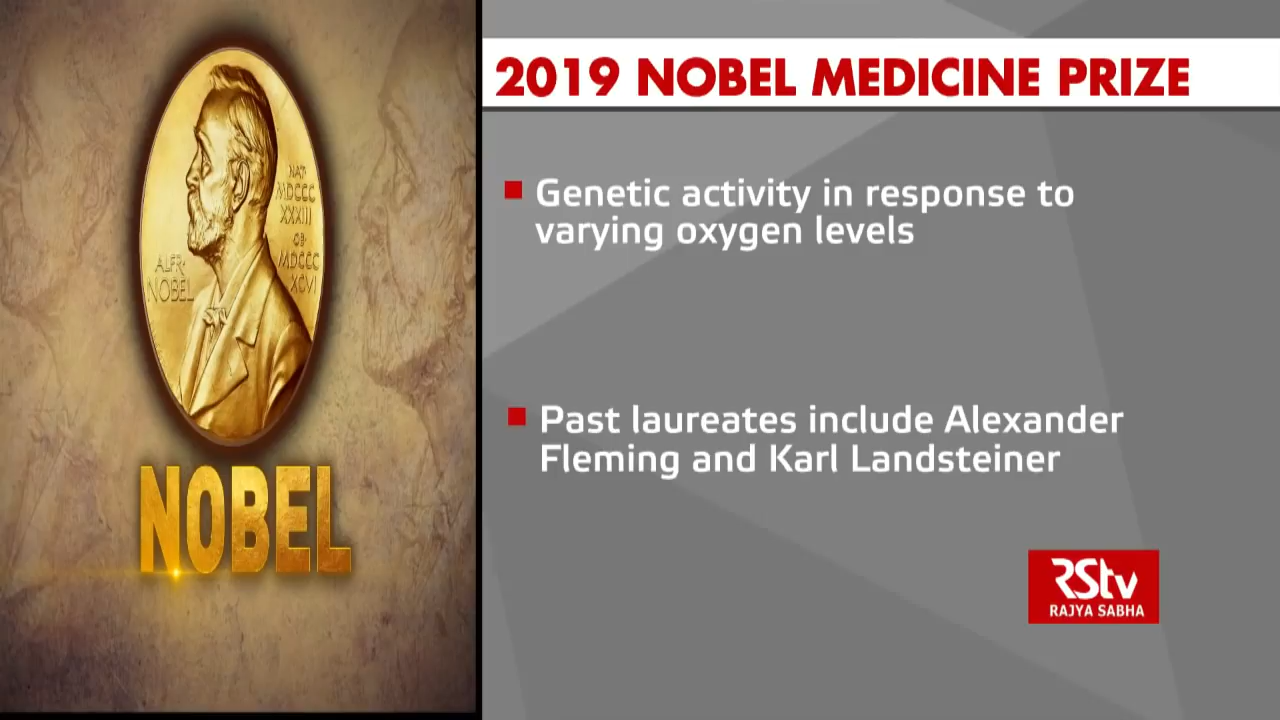 NAT·
MDCCC
XXXIII
OB·
MDCCC
XCVI
ALFR·
NOBEL
NOBEL
2019 NOBEL MEDICINE PRIZE
Genetic activity in response to
varying oxygen levels
Past laureates include Alexander
Fleming and Karl Landsteiner
RStv
RAJYA SABHA